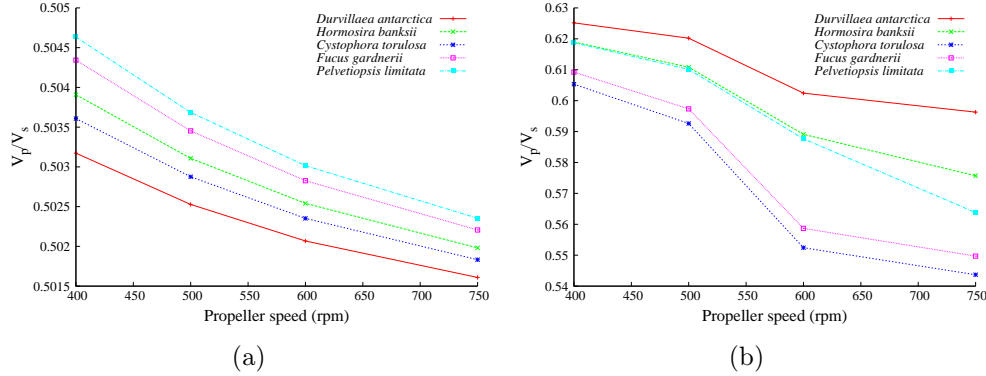 0.505
0.5045
0.504
0.5035
0.503
0.5025
0.502
0.5015
400
450
500
550
600
650
700
750
V_p/V_s
Propeller speed (rpm)
Durvillaea antarctica
Hormosira banksii
Cystophora torulosa
Fucus gardnerii
Pelvetiopsis limitata
(a)
0.63
0.62
0.61
0.6
0.59
0.58
0.57
0.56
0.55
0.54
400
450
500
550
600
650
700
750
V_p/V_s
Propeller speed (rpm)
Durvillaea antarctica
Hormosira banksii
Cystophora torulosa
Fucus gardnerii
Pelvetiopsis limitata
(b)